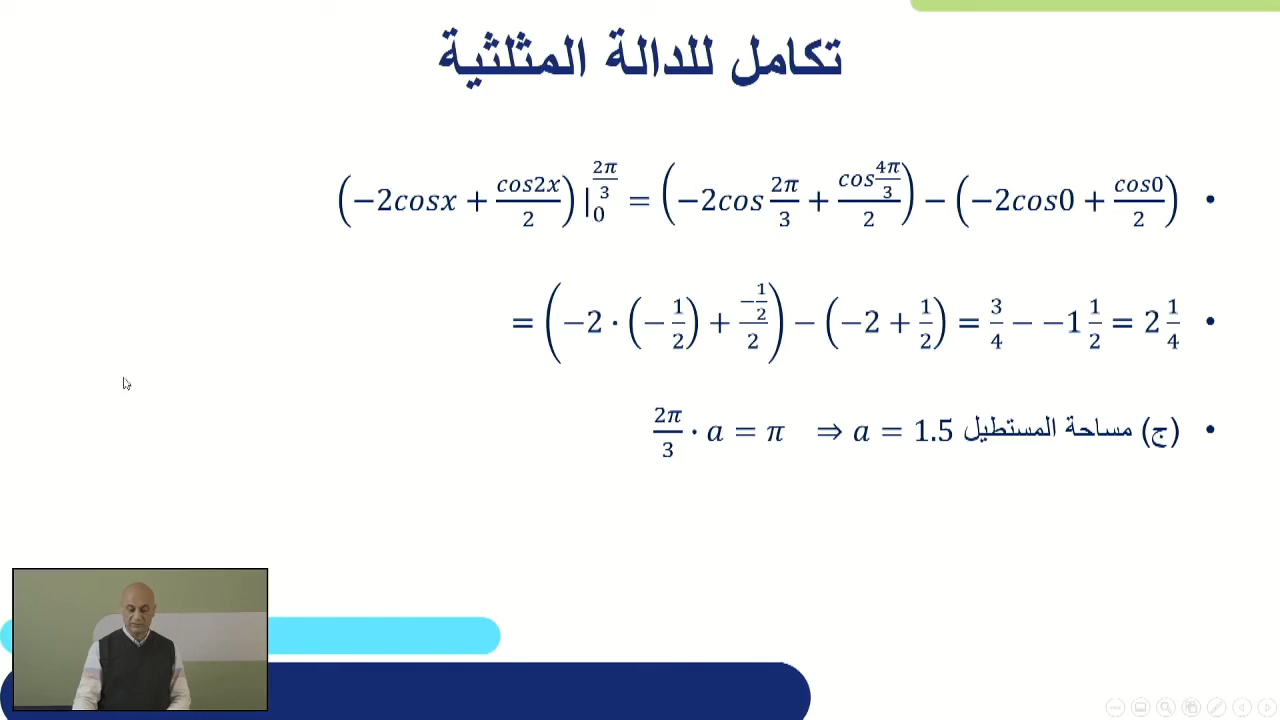 تكامل للدالة المثلثية
• (−2cosx + cos2x/2) |₀^(2π/3) = (−2cos 2π/3 + cos 4π/3 / 2) − (−2cos0 + cos0/2)
• = (−2 · (−1/2) + −1/2 / 2) − (−2 + 1/2) = 3/4 − −1 1/2 = 2 1/4
• (ج) مساحة المستطيل 2π/3 · a = π ⇒ a = 1.5